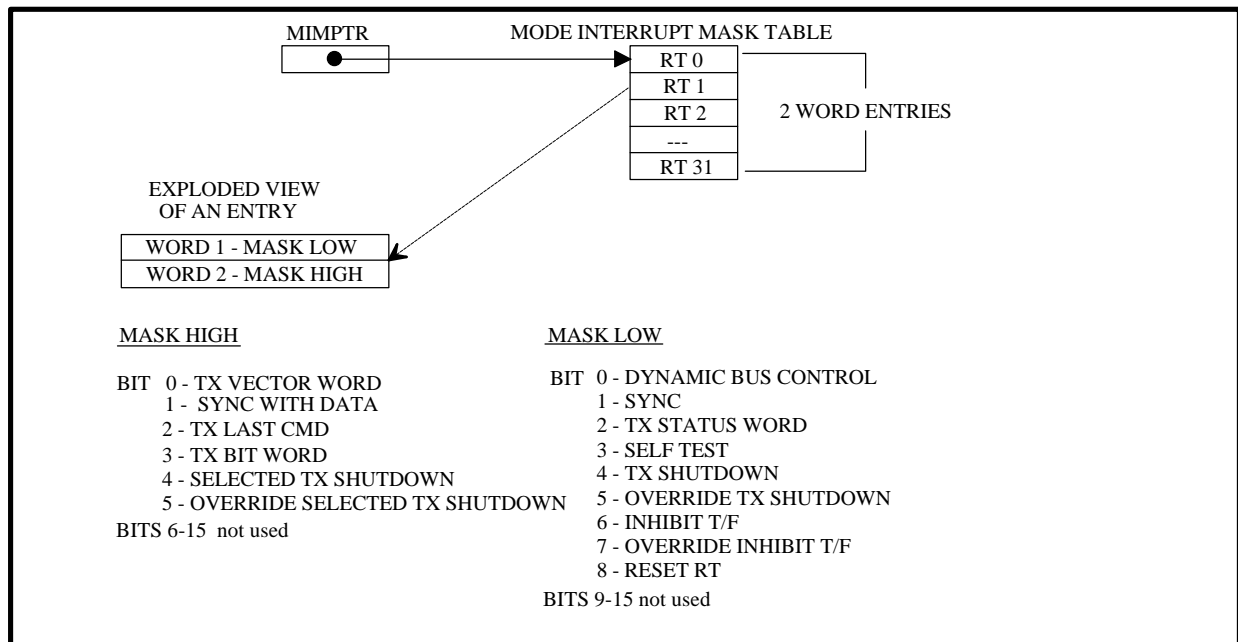 MIMPTR
MODE INTERRUPT MASK TABLE
RT 0
RT 1
RT 2
---
RT 31
2 WORD ENTRIES
EXPLODED VIEW
OF AN ENTRY
WORD 1 - MASK LOW
WORD 2 - MASK HIGH
MASK HIGH
BIT 0 - TX VECTOR WORD
1 - SYNC WITH DATA
2 - TX LAST CMD
3 - TX BIT WORD
4 - SELECTED TX SHUTDOWN
5 - OVERRIDE SELECTED TX SHUTDOWN
BITS 6-15 not used
MASK LOW
BIT 0 - DYNAMIC BUS CONTROL
1 - SYNC
2 - TX STATUS WORD
3 - SELF TEST
4 - TX SHUTDOWN
5 - OVERRIDE TX SHUTDOWN
6 - INHIBIT T/F
7 - OVERRIDE INHIBIT T/F
8 - RESET RT
BITS 9-15 not used